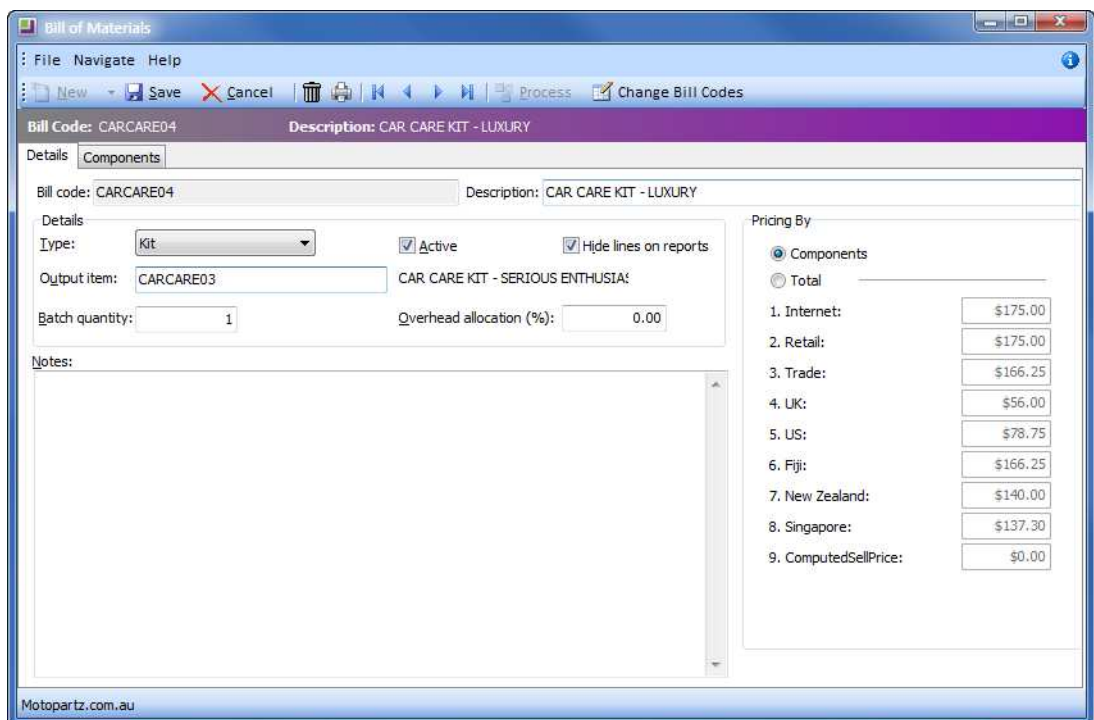 Bill of Materials
File Navigate Help
New Save Cancel Process Change Bill Codes
Bill Code: CARCARE04 Description: CAR CARE KIT - LUXURY
Details Components
Bill code: CARCARE04 Description: CAR CARE KIT - LUXURY
Details
Type: Kit Active Hide lines on reports
Output item: CARCARE03 CAR CARE KIT - SERIOUS ENTHUSIAS
Batch quantity: 1 Overhead allocation (%): 0.00
Notes:
Pricing By
Components
Total
1. Internet: $175.00
2. Retail: $175.00
3. Trade: $166.25
4. UK: $56.00
5. US: $78.75
6. Fiji: $166.25
7. New Zealand: $140.00
8. Singapore: $137.30
9. ComputedSellPrice: $0.00
Motopartz.com.au